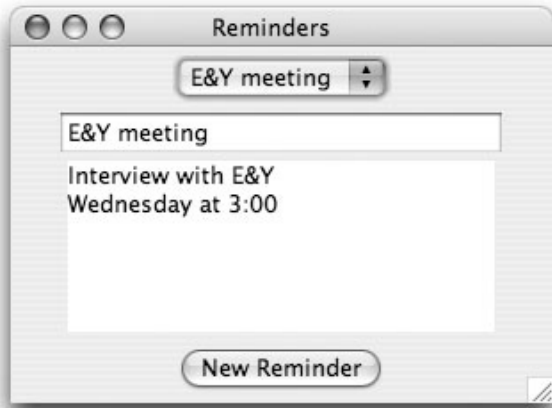 Reminders
E&Y meeting
E&Y meeting
Interview with E&Y
Wednesday at 3:00
New Reminder